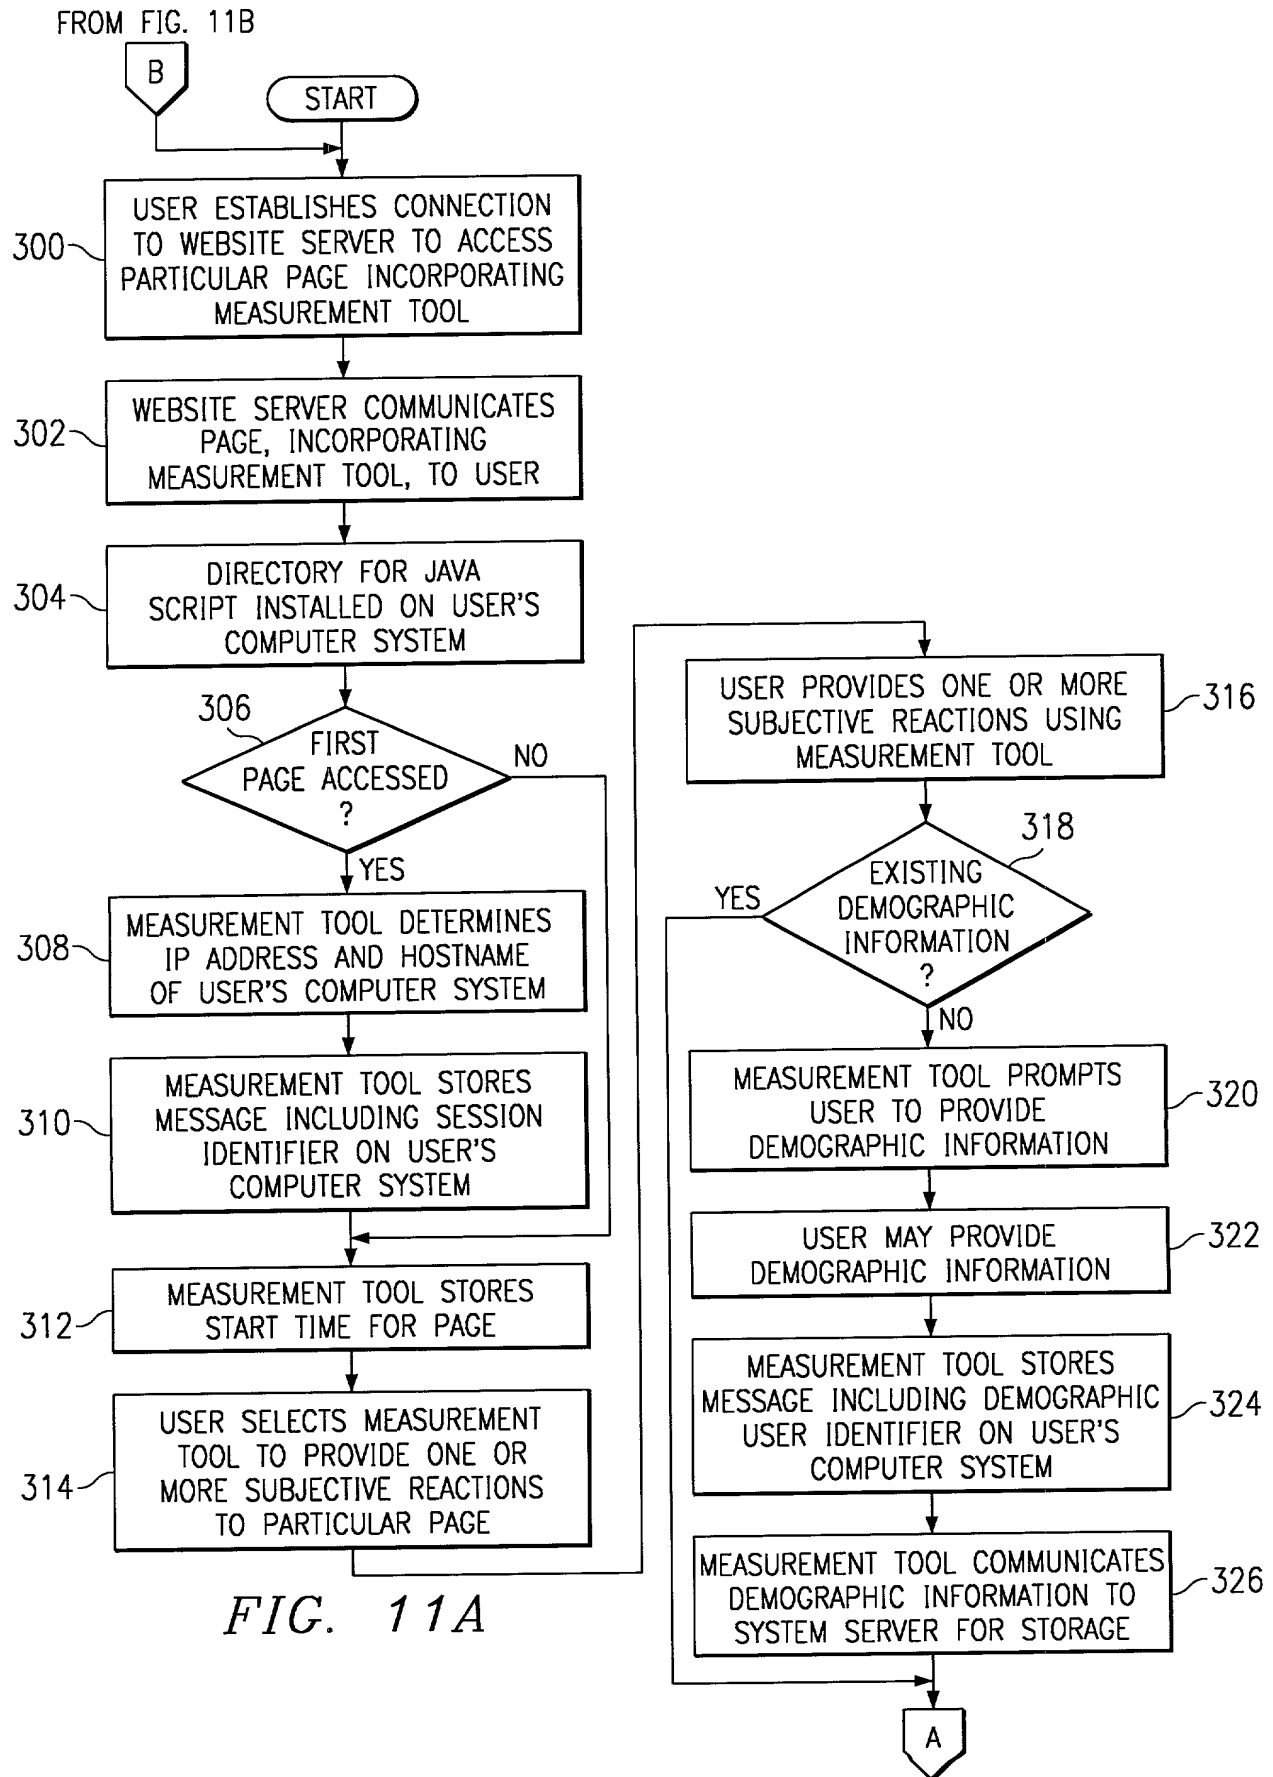 FROM FIG. 11B
B
START
300
USER ESTABLISHES CONNECTION
TO WEBSITE SERVER TO ACCESS
PARTICULAR PAGE INCORPORATING
MEASUREMENT TOOL
302
WEBSITE SERVER COMMUNICATES
PAGE, INCORPORATING
MEASUREMENT TOOL, TO USER
304
DIRECTORY FOR JAVA
SCRIPT INSTALLED ON USER'S
COMPUTER SYSTEM
306
FIRST
PAGE ACCESSED
?
NO
YES
308
MEASUREMENT TOOL DETERMINES
IP ADDRESS AND HOSTNAME
OF USER'S COMPUTER SYSTEM
310
MEASUREMENT TOOL STORES
MESSAGE INCLUDING SESSION
IDENTIFIER ON USER'S
COMPUTER SYSTEM
312
MEASUREMENT TOOL STORES
START TIME FOR PAGE
314
USER SELECTS MEASUREMENT
TOOL TO PROVIDE ONE OR
MORE SUBJECTIVE REACTIONS
TO PARTICULAR PAGE
FIG. 11A
USER PROVIDES ONE OR MORE
SUBJECTIVE REACTIONS USING
MEASUREMENT TOOL
316
318
EXISTING
DEMOGRAPHIC
INFORMATION
?
YES
NO
MEASUREMENT TOOL PROMPTS
USER TO PROVIDE
DEMOGRAPHIC INFORMATION
320
USER MAY PROVIDE
DEMOGRAPHIC INFORMATION
322
MEASUREMENT TOOL STORES
MESSAGE INCLUDING DEMOGRAPHIC
USER IDENTIFIER ON USER'S
COMPUTER SYSTEM
324
MEASUREMENT TOOL COMMUNICATES
DEMOGRAPHIC INFORMATION TO
SYSTEM SERVER FOR STORAGE
326
A